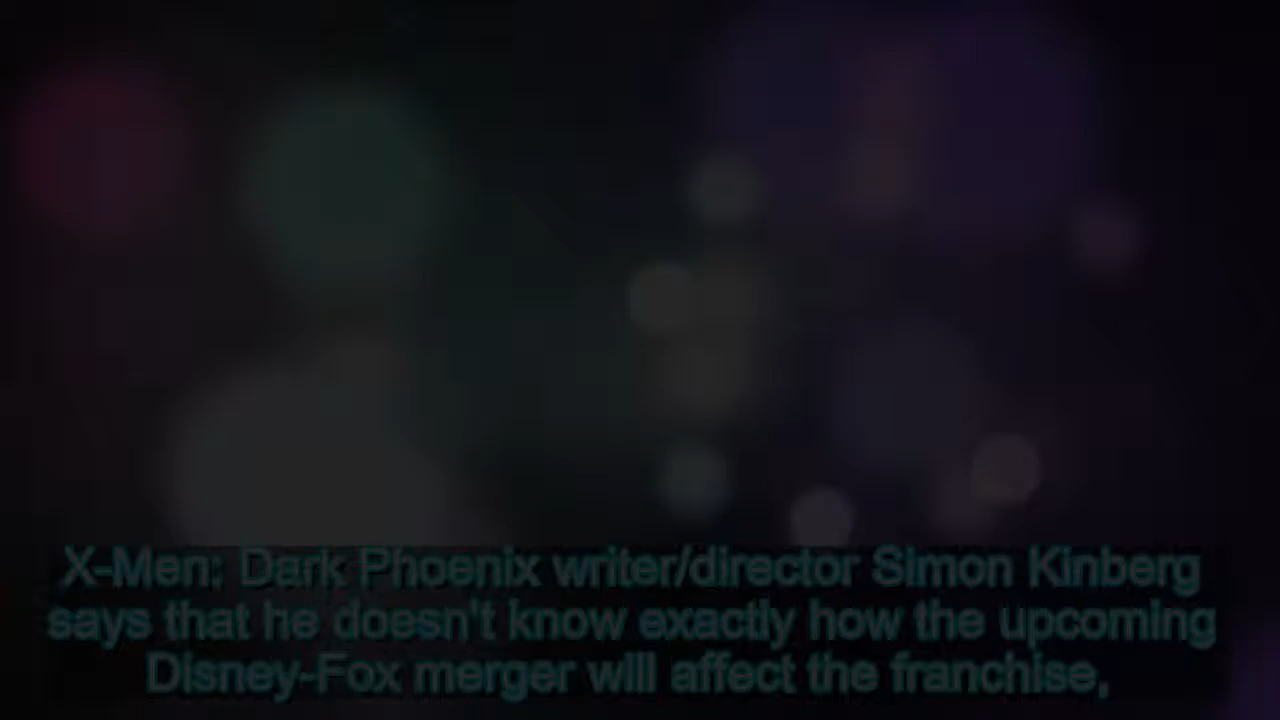 X-Men: Dark Phoenix writer/director Simon Kinberg
says that he doesn't know exactly how the upcoming
Disney-Fox merger will affect the franchise,